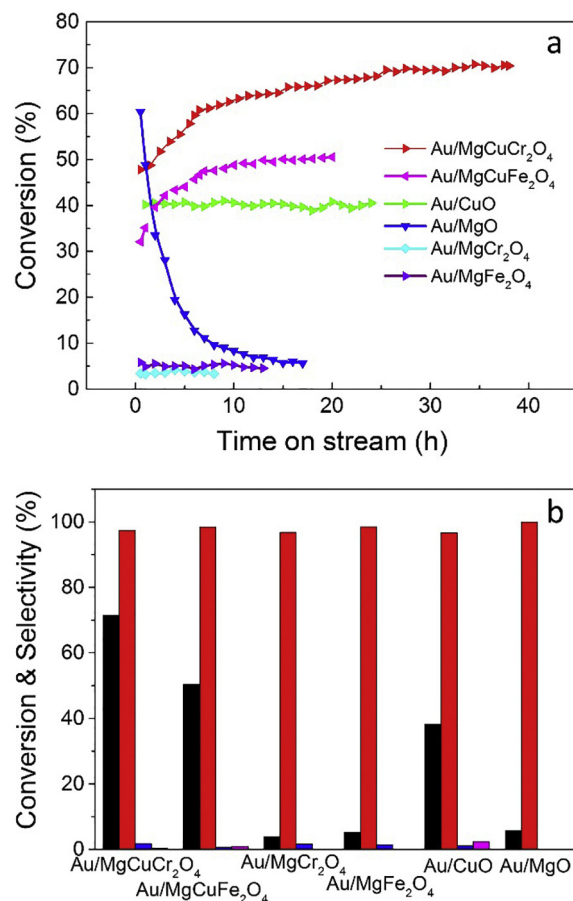 a
Conversion (%)
80
70
60
50
40
30
20
10
0
Au/MgCuCr₂O₄
Au/MgCuFe₂O₄
Au/CuO
Au/MgO
Au/MgCr₂O₄
Au/MgFe₂O₄
0 10 20 30 40
Time on stream (h)
b
Conversion & Selectivity (%)
100
80
60
40
20
0
Au/MgCuCr₂O₄ Au/MgCr₂O₄ Au/CuO Au/MgO
Au/MgCuFe₂O₄ Au/MgFe₂O₄